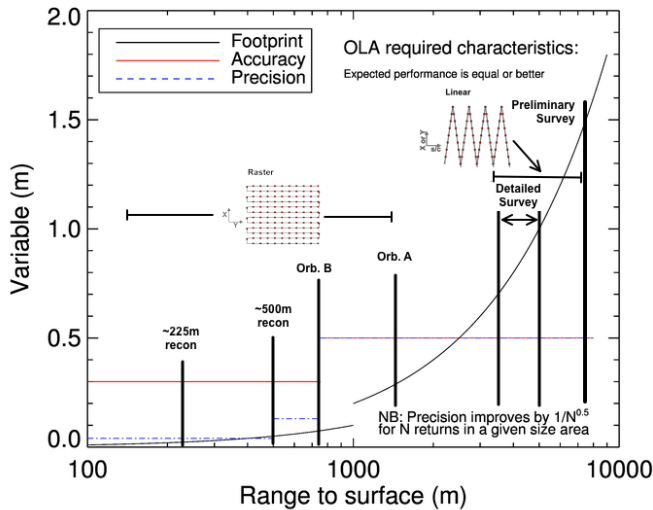 2.0
1.5
1.0
0.5
0.0
Variable (m)
Footprint
Accuracy
Precision
OLA required characteristics:
Expected performance is equal or better
Linear
X or Y
Preliminary
Survey
Detailed
Survey
Raster
X
Y
Orb. B
Orb. A
~500m
recon
~225m
recon
NB: Precision improves by 1/N^0.5
for N returns in a given size area
100
1000
10000
Range to surface (m)